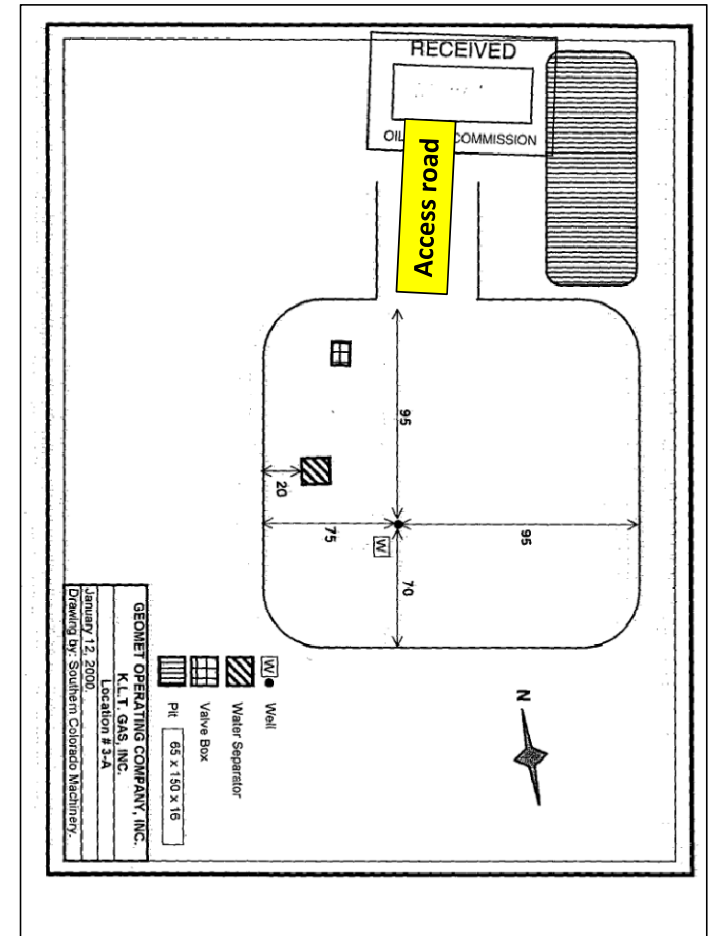 RECEIVED
OIL COMMISSION
Access road
95
20
75
95
70
W
N
W Well
Water Separator
Valve Box
Pit 65 x 150 x 16
GEOMET OPERATING COMPANY, INC.
K.L.T. GAS, INC.
Location # 3-A
January 12, 2000.
Drawing by: Southern Colorado Machinery.